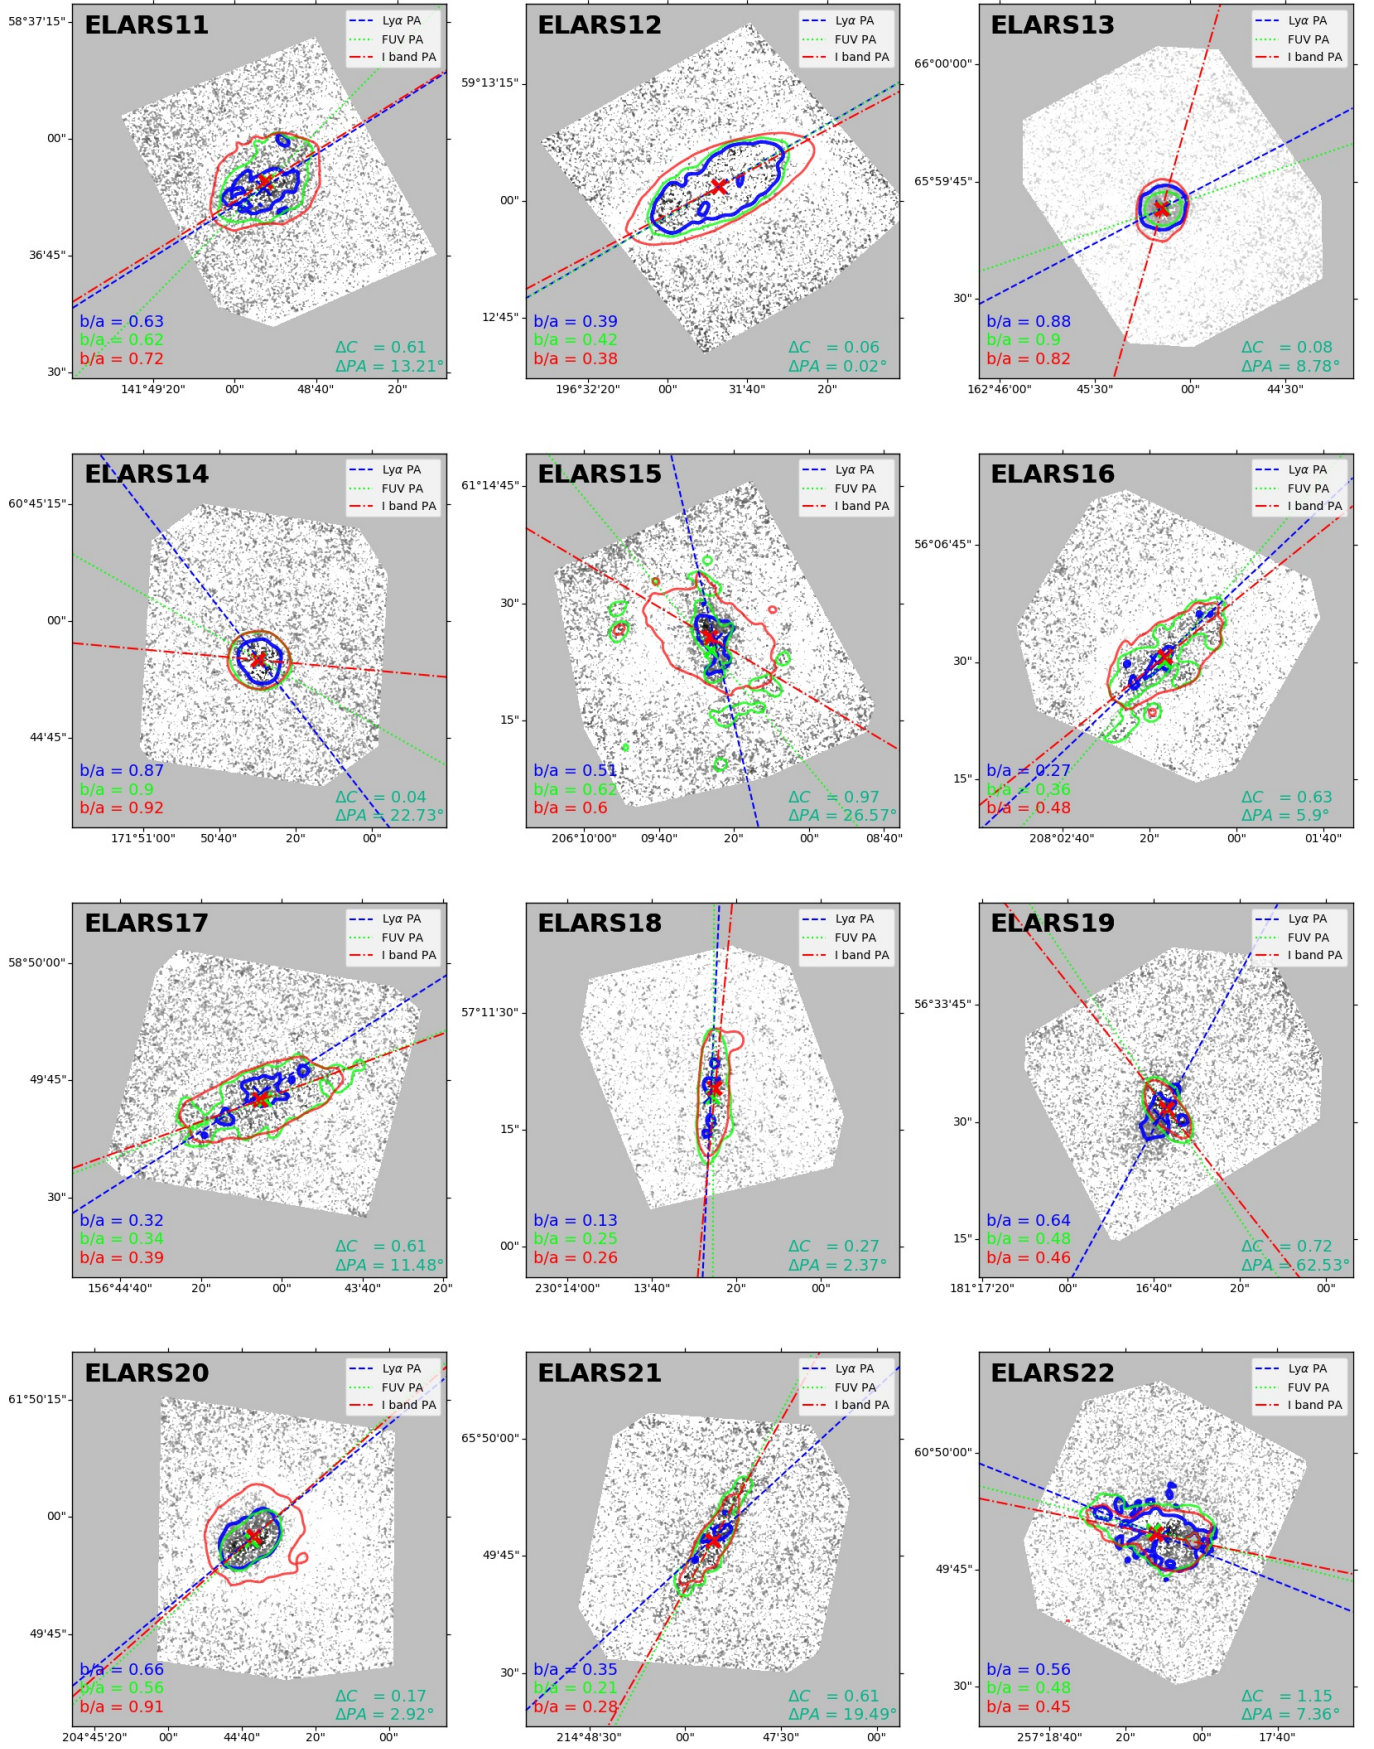 ELARS11
Lyα PA
FUV PA
I band PA
58°37'15"
00"
36'45"
30"
b/a = 0.63
b/a = 0.62
b/a = 0.72
ΔC = 0.61
ΔPA = 13.21°
141°49'20" 00" 48'40" 20"
ELARS12
Lyα PA
FUV PA
I band PA
59°13'15"
00"
12'45"
b/a = 0.39
b/a = 0.42
b/a = 0.38
ΔC = 0.06
ΔPA = 0.02°
196°32'20" 00" 31'40" 20"
ELARS13
Lyα PA
FUV PA
I band PA
66°00'00"
65°59'45"
30"
b/a = 0.88
b/a = 0.9
b/a = 0.82
ΔC = 0.08
ΔPA = 8.78°
162°46'00" 45'30" 00" 44'30"
ELARS14
Lyα PA
FUV PA
I band PA
60°45'15"
00"
44'45"
b/a = 0.87
b/a = 0.9
b/a = 0.92
ΔC = 0.04
ΔPA = 22.73°
171°51'00" 50'40" 20" 00"
ELARS15
Lyα PA
FUV PA
I band PA
61°14'45"
30"
15"
b/a = 0.51
b/a = 0.62
b/a = 0.6
ΔC = 0.97
ΔPA = 26.57°
206°10'00" 09'40" 20" 00" 08'40"
ELARS16
Lyα PA
FUV PA
I band PA
56°06'45"
30"
15"
b/a = 0.27
b/a = 0.36
b/a = 0.48
ΔC = 0.63
ΔPA = 5.9°
208°02'40" 20" 00" 01'40"
ELARS17
Lyα PA
FUV PA
I band PA
58°50'00"
49'45"
30"
b/a = 0.32
b/a = 0.34
b/a = 0.39
ΔC = 0.61
ΔPA = 11.48°
156°44'40" 20" 00" 43'40" 20"
ELARS18
Lyα PA
FUV PA
I band PA
57°11'30"
15"
00"
b/a = 0.13
b/a = 0.25
b/a = 0.26
ΔC = 0.27
ΔPA = 2.37°
230°14'00" 13'40" 20" 00"
ELARS19
Lyα PA
FUV PA
I band PA
56°33'45"
30"
15"
b/a = 0.64
b/a = 0.48
b/a = 0.46
ΔC = 0.72
ΔPA = 62.53°
181°17'20" 00" 16'40" 20" 00"
ELARS20
Lyα PA
FUV PA
I band PA
61°50'15"
00"
49'45"
b/a = 0.66
b/a = 0.56
b/a = 0.91
ΔC = 0.17
ΔPA = 2.92°
204°45'20" 00" 44'40" 20" 00"
ELARS21
Lyα PA
FUV PA
I band PA
65°50'00"
49'45"
30"
b/a = 0.35
b/a = 0.21
b/a = 0.28
ΔC = 0.61
ΔPA = 19.49°
214°48'30" 00" 47'30" 00"
ELARS22
Lyα PA
FUV PA
I band PA
60°50'00"
49'45"
30"
b/a = 0.56
b/a = 0.48
b/a = 0.45
ΔC = 1.15
ΔPA = 7.36°
257°18'40" 20" 00" 17'40"